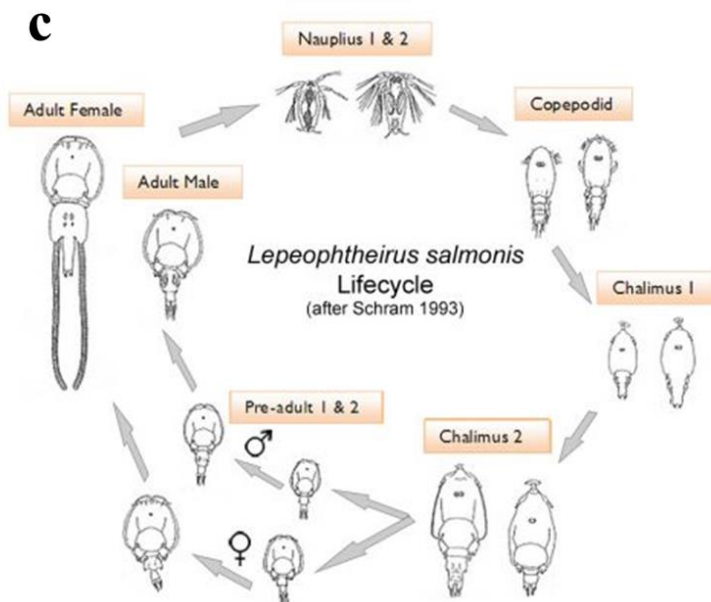 c
Nauplius 1 & 2
Adult Female
Copepodid
Adult Male
Lepeophtheirus salmonis
Lifecycle
(after Schram 1993)
Chalimus 1
Pre-adult 1 & 2
Chalimus 2
♂
♀